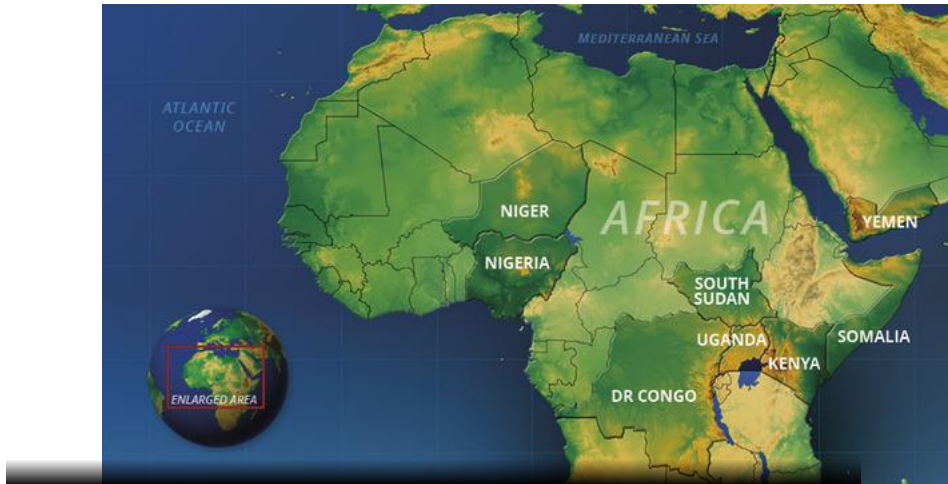 MEDITERRANEAN SEA
ATLANTIC
OCEAN
NIGER
AFRICA
YEMEN
NIGERIA
SOUTH
SUDAN
UGANDA
SOMALIA
KENYA
DR CONGO
ENLARGED AREA